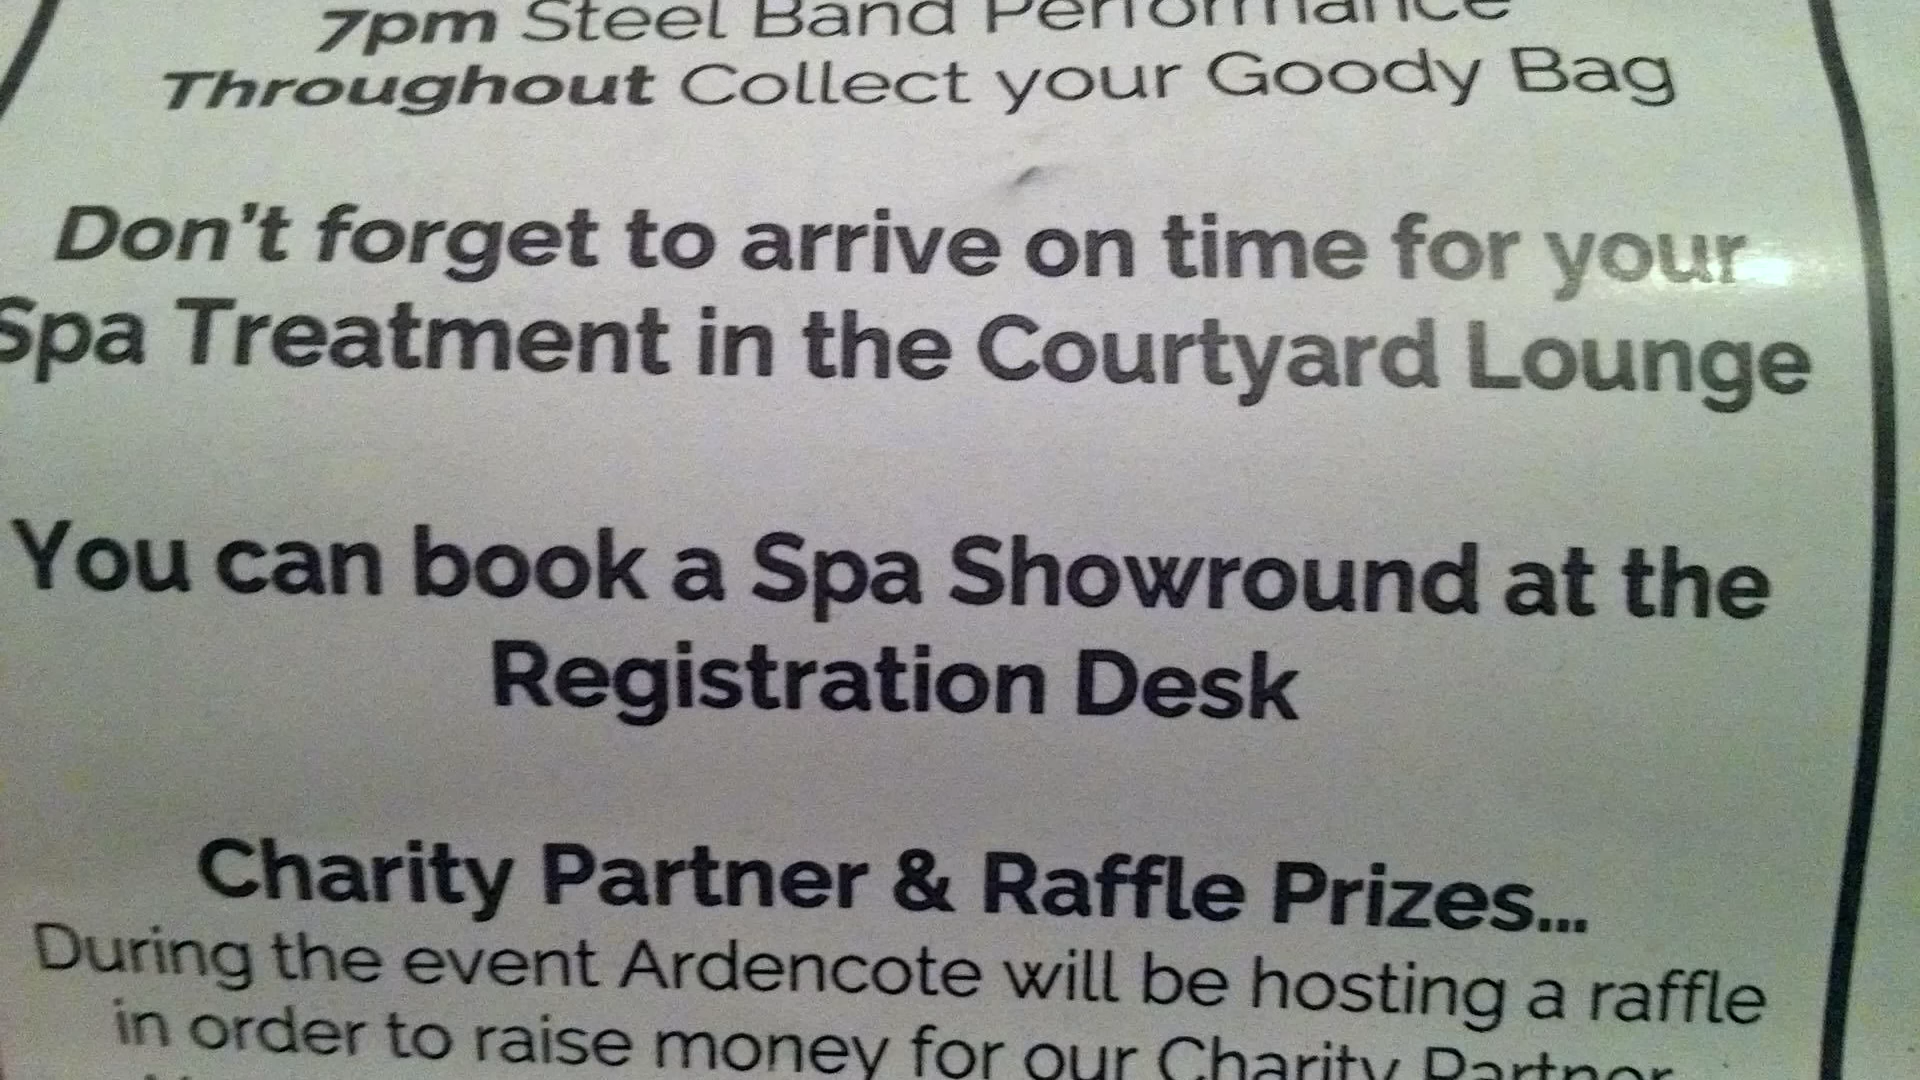 7pm Steel Band Performance
Throughout Collect your Goody Bag
Don't forget to arrive on time for your
Spa Treatment in the Courtyard Lounge
You can book a Spa Showround at the
Registration Desk
Charity Partner & Raffle Prizes...
During the event Ardencote will be hosting a raffle
in order to raise money for our Charity Partner